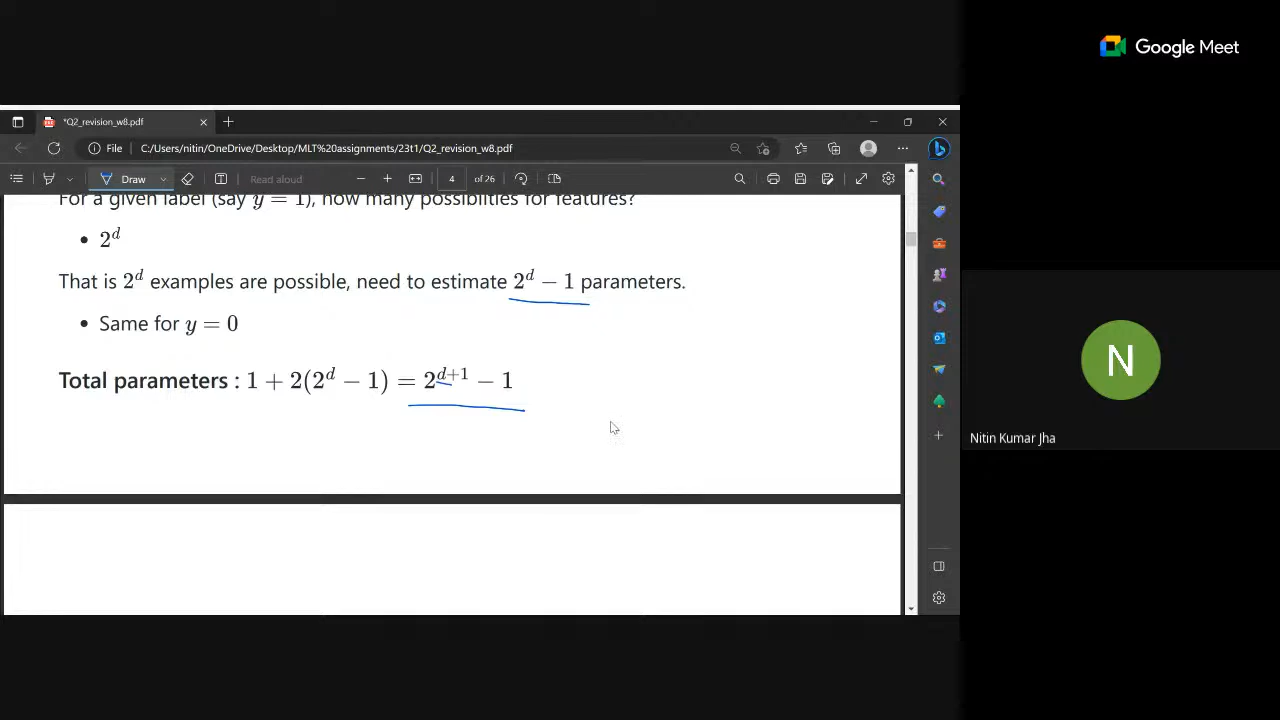 Google Meet
*Q2_revision_w8.pdf
File
C:/Users/nitin/OneDrive/Desktop/MLT%20assignments/23t1/Q2_revision_w8.pdf
Draw
Read aloud
4 of 26
For a given label (say y = 1), how many possiblities for features?
• 2^d
That is 2^d examples are possible, need to estimate 2^d − 1 parameters.
• Same for y = 0
Total parameters : 1 + 2(2^d − 1) = 2^{d+1} − 1
N
Nitin Kumar Jha